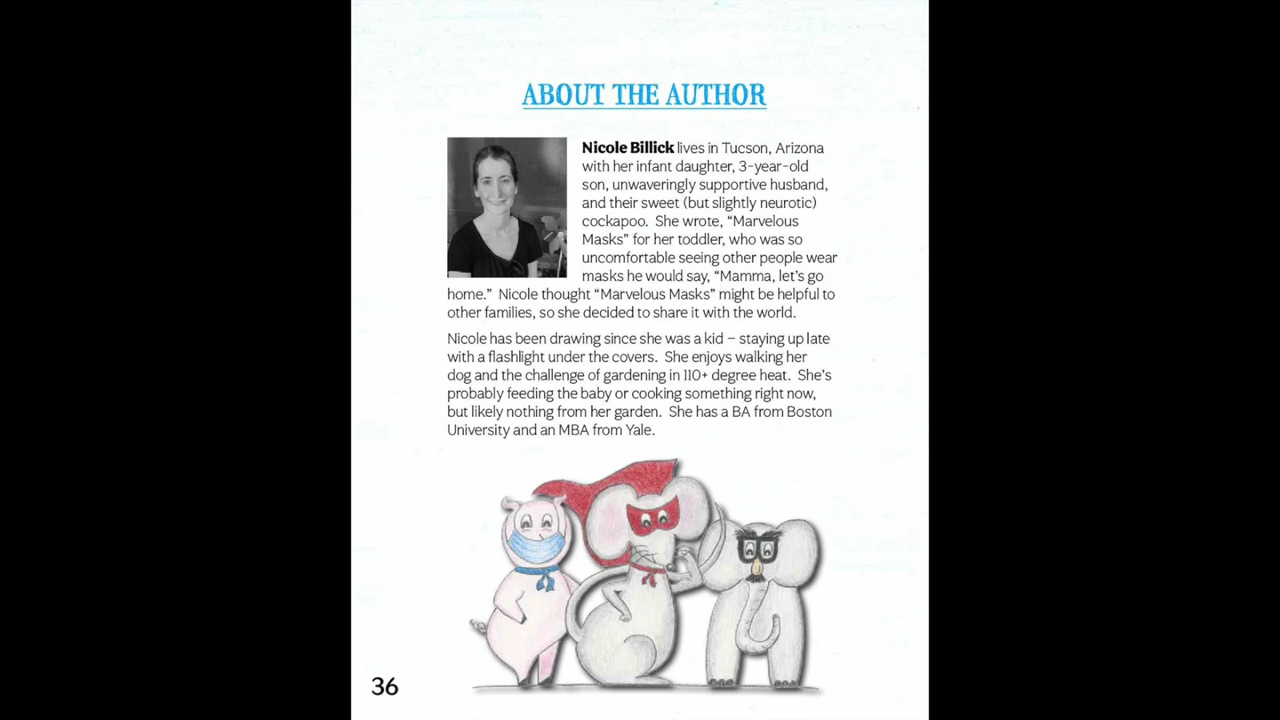 ABOUT THE AUTHOR
Nicole Billick lives in Tucson, Arizona
with her infant daughter, 3-year-old
son, unwaveringly supportive husband,
and their sweet (but slightly neurotic)
cockapoo. She wrote, “Marvelous
Masks” for her toddler, who was so
uncomfortable seeing other people wear
masks he would say, “Mamma, let’s go
home.” Nicole thought “Marvelous Masks” might be helpful to
other families, so she decided to share it with the world.
Nicole has been drawing since she was a kid – staying up late
with a flashlight under the covers. She enjoys walking her
dog and the challenge of gardening in 110+ degree heat. She’s
probably feeding the baby or cooking something right now,
but likely nothing from her garden. She has a BA from Boston
University and an MBA from Yale.
36